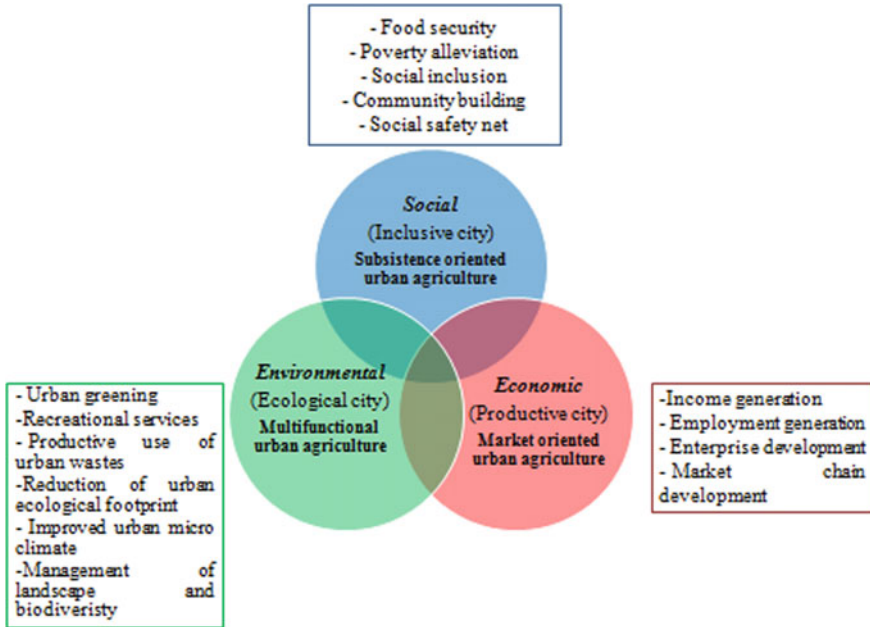 - Food security
- Poverty alleviation
- Social inclusion
- Community building
- Social safety net
Social
(Inclusive city)
Subsistence oriented
urban agriculture
Environmental
(Ecological city)
Multifunctional
urban agriculture
Economic
(Productive city)
Market oriented
urban agriculture
- Urban greening
-Recreational services
- Productive use of
urban wastes
-Reduction of urban
ecological footprint
- Improved urban micro
climate
-Management of
landscape and
biodiveristy
-Income generation
- Employment generation
- Enterprise development
- Market chain
development